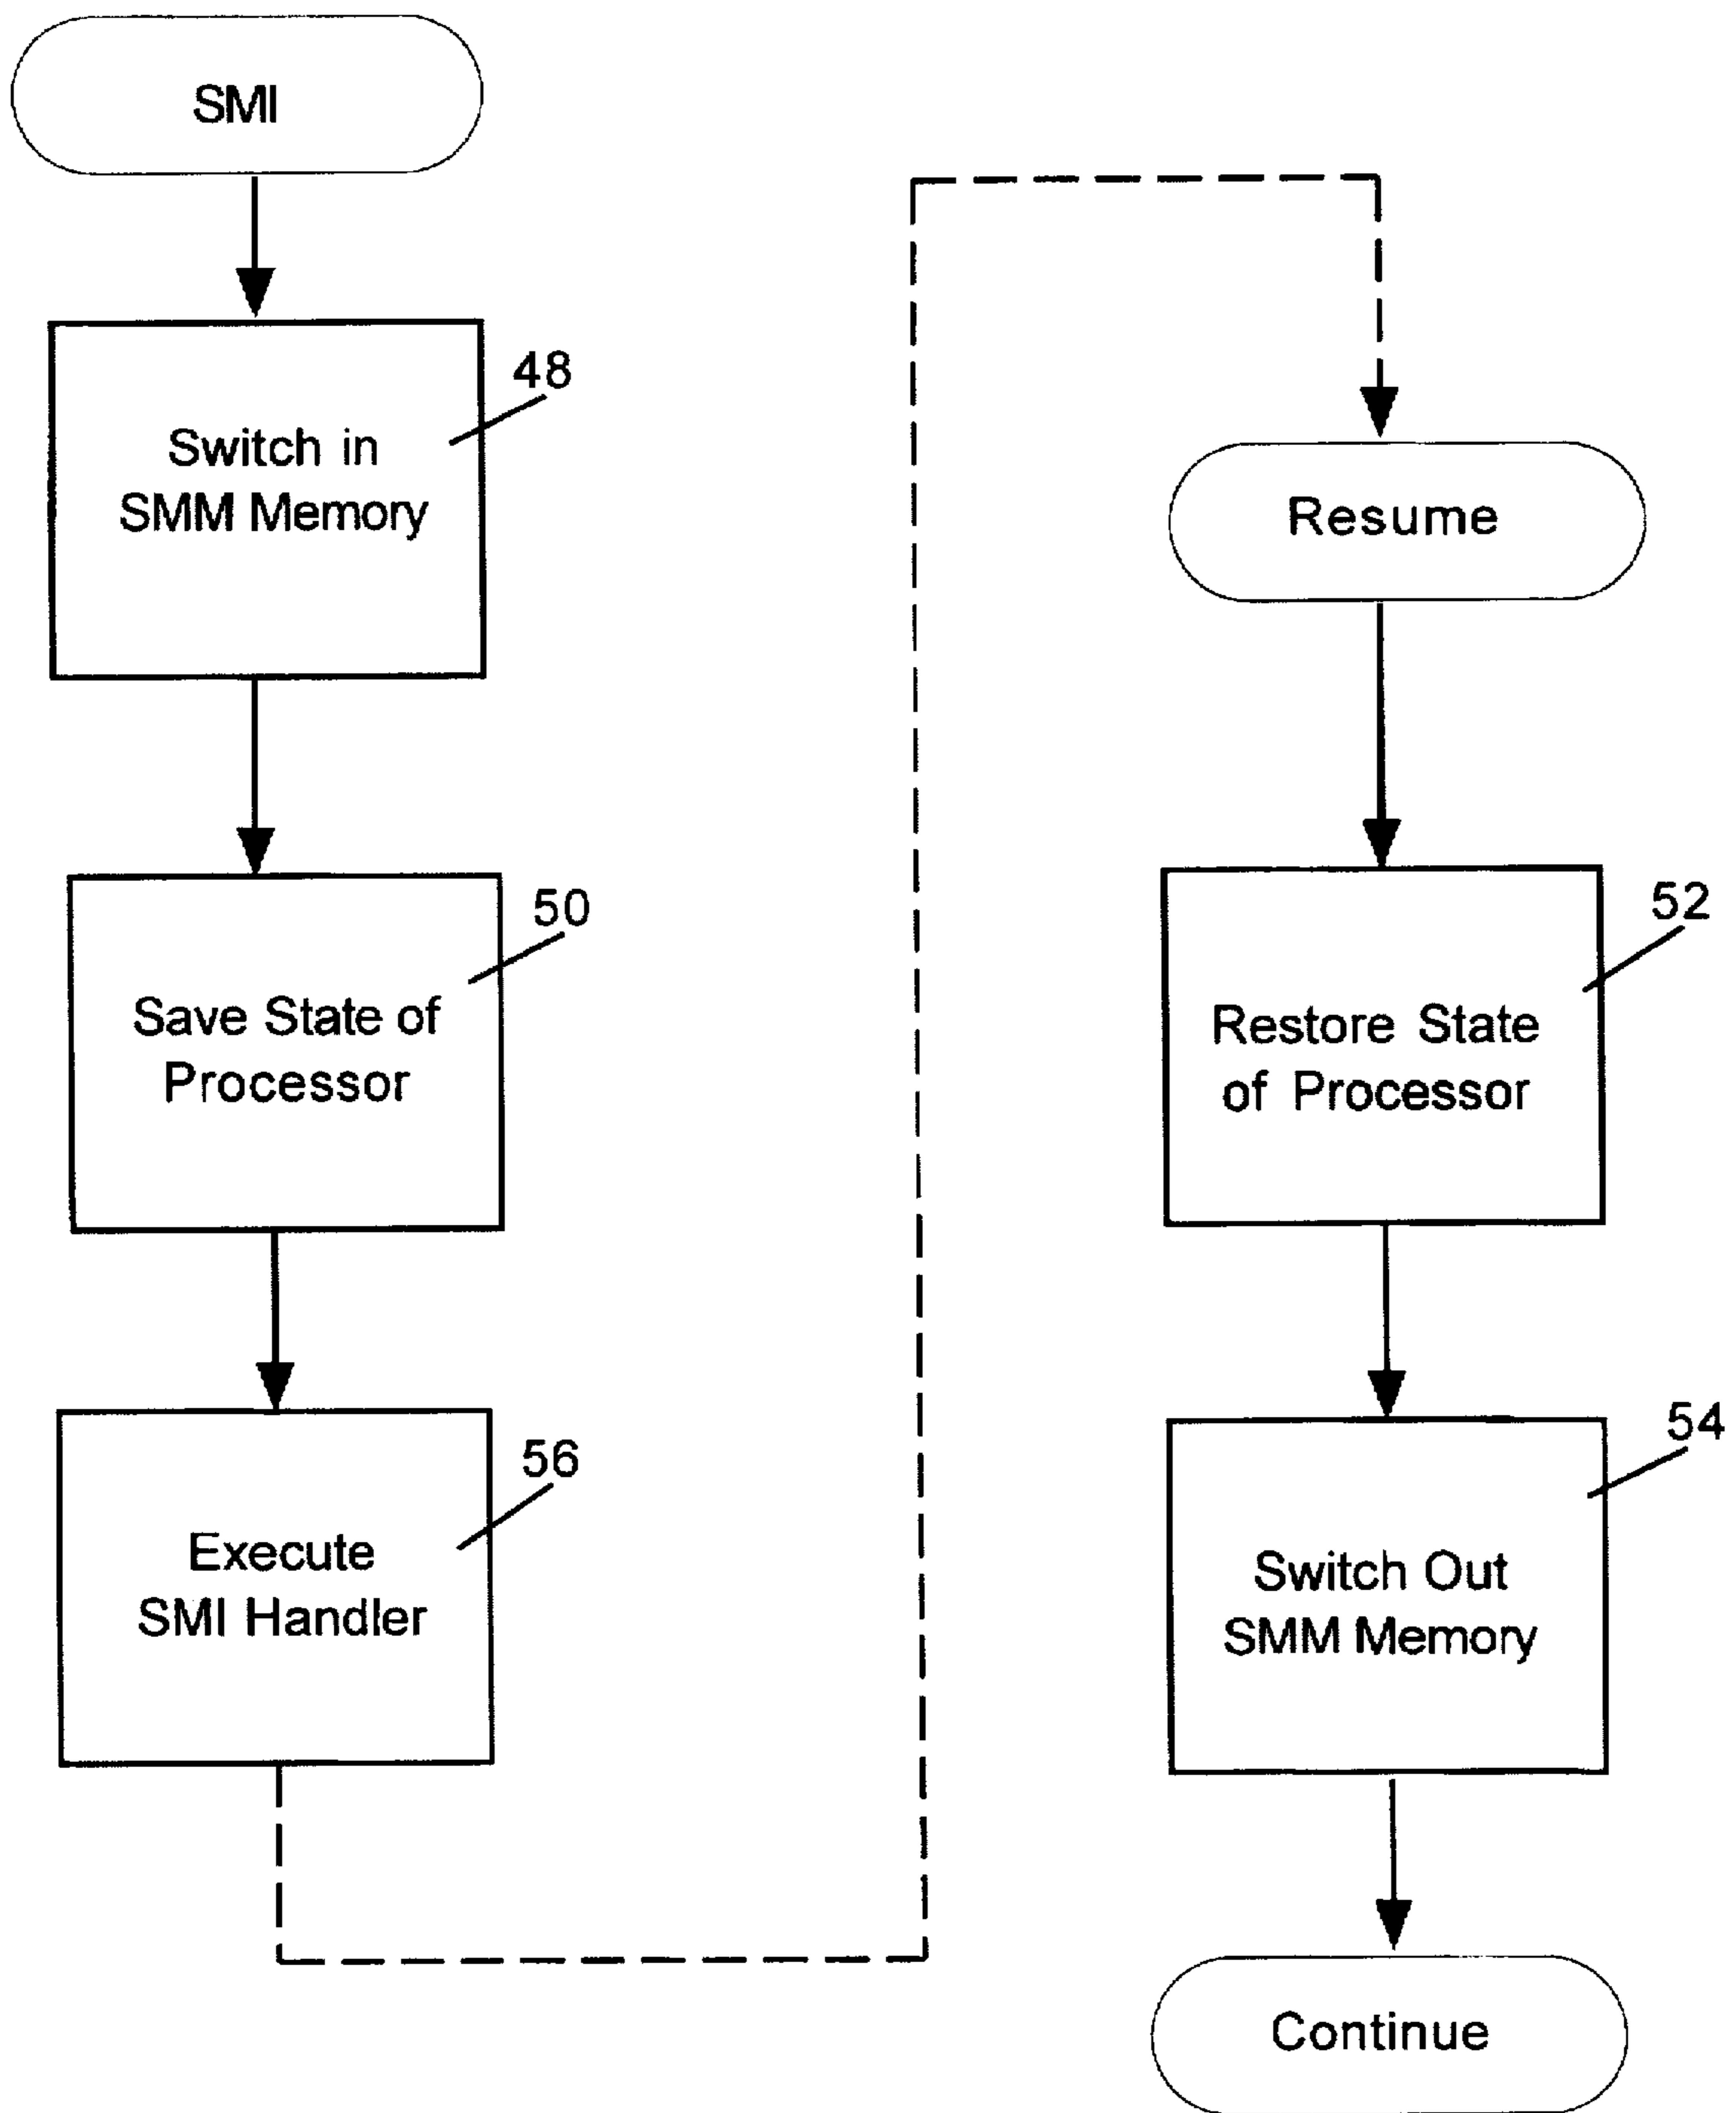 SMI
48
Switch in
SMM Memory
50
Save State of
Processor
56
Execute
SMI Handler
Resume
52
Restore State
of Processor
54
Switch Out
SMM Memory
Continue